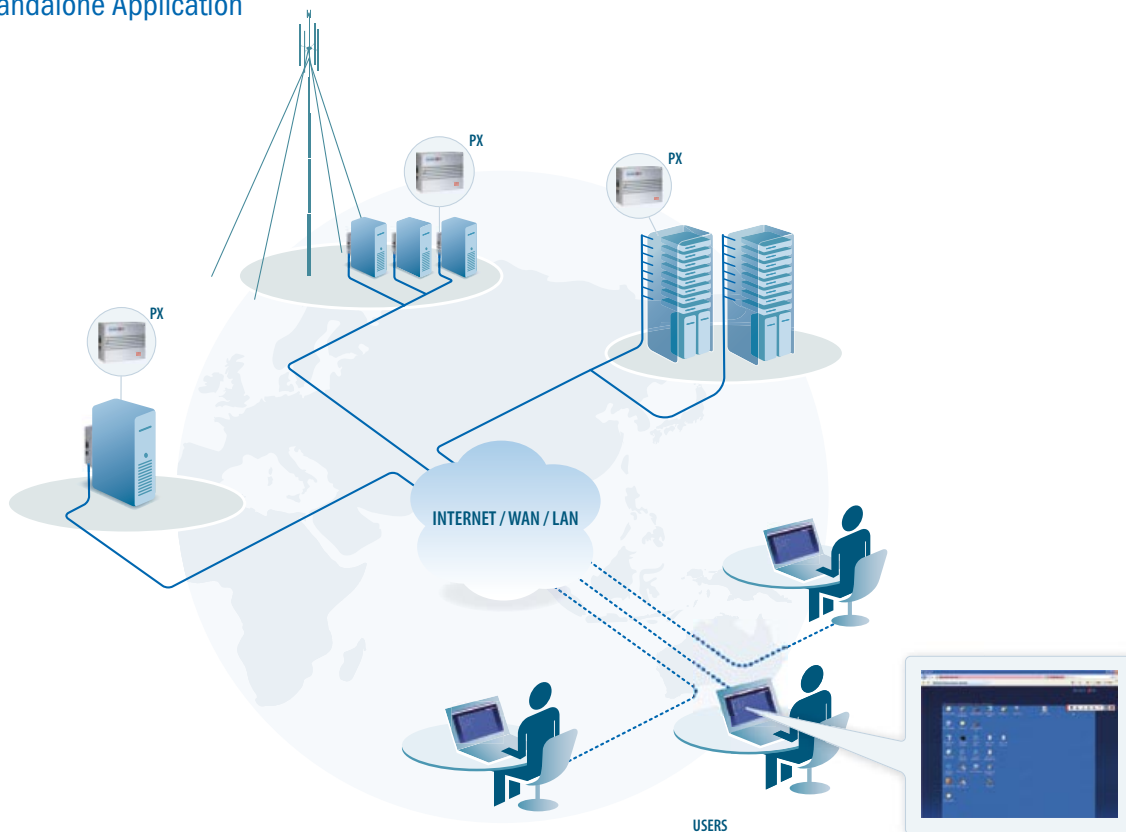 andalone Application
PX
PX
PX
INTERNET / WAN / LAN
USERS